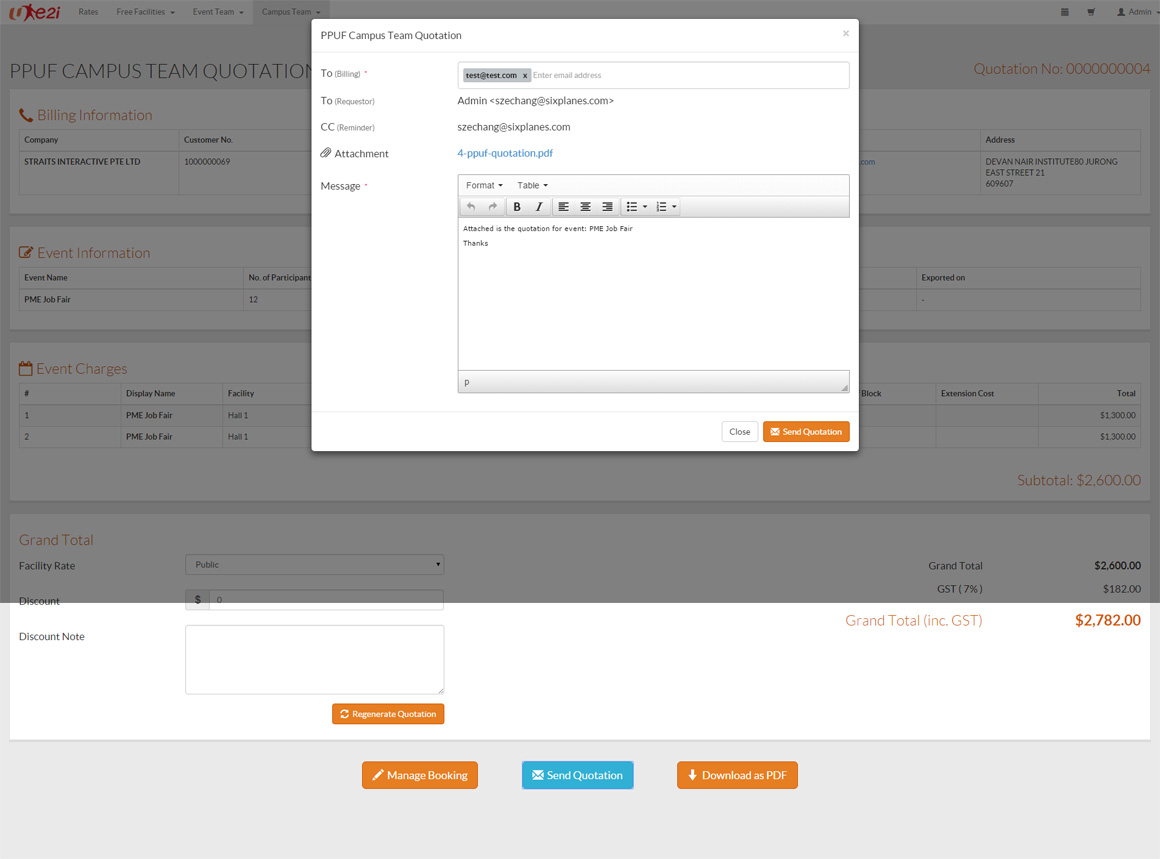 e2i Rates Free Facilities Event Team Campus Team Admin
PPUF Campus Team Quotation ×
PPUF CAMPUS TEAM QUOTATION
Quotation No: 0000000004
To (Billing) * test@test.com x Enter email address
To (Requestor) Admin <szechang@sixplanes.com>
CC (Reminder) szechang@sixplanes.com
Attachment 4-ppuf-quotation.pdf
Message *
Format Table
B I
Attached is the quotation for event: PME Job Fair
Thanks
p
Close Send Quotation
Billing Information
Company Customer No. Address
STRAITS INTERACTIVE PTE LTD 1000000069 .com DEVAN NAIR INSTITUTE80 JURONG
EAST STREET 21
609607
Event Information
Event Name No. of Participant Exported on
PME Job Fair 12 -
Event Charges
# Display Name Facility Block Extension Cost Total
1 PME Job Fair Hall 1 $1,300.00
2 PME Job Fair Hall 1 $1,300.00
Subtotal: $2,600.00
Grand Total
Facility Rate Public Grand Total $2,600.00
Discount $ 0 GST ( 7% ) $182.00
Grand Total (inc. GST) $2,782.00
Discount Note
Regenerate Quotation
Manage Booking Send Quotation Download as PDF